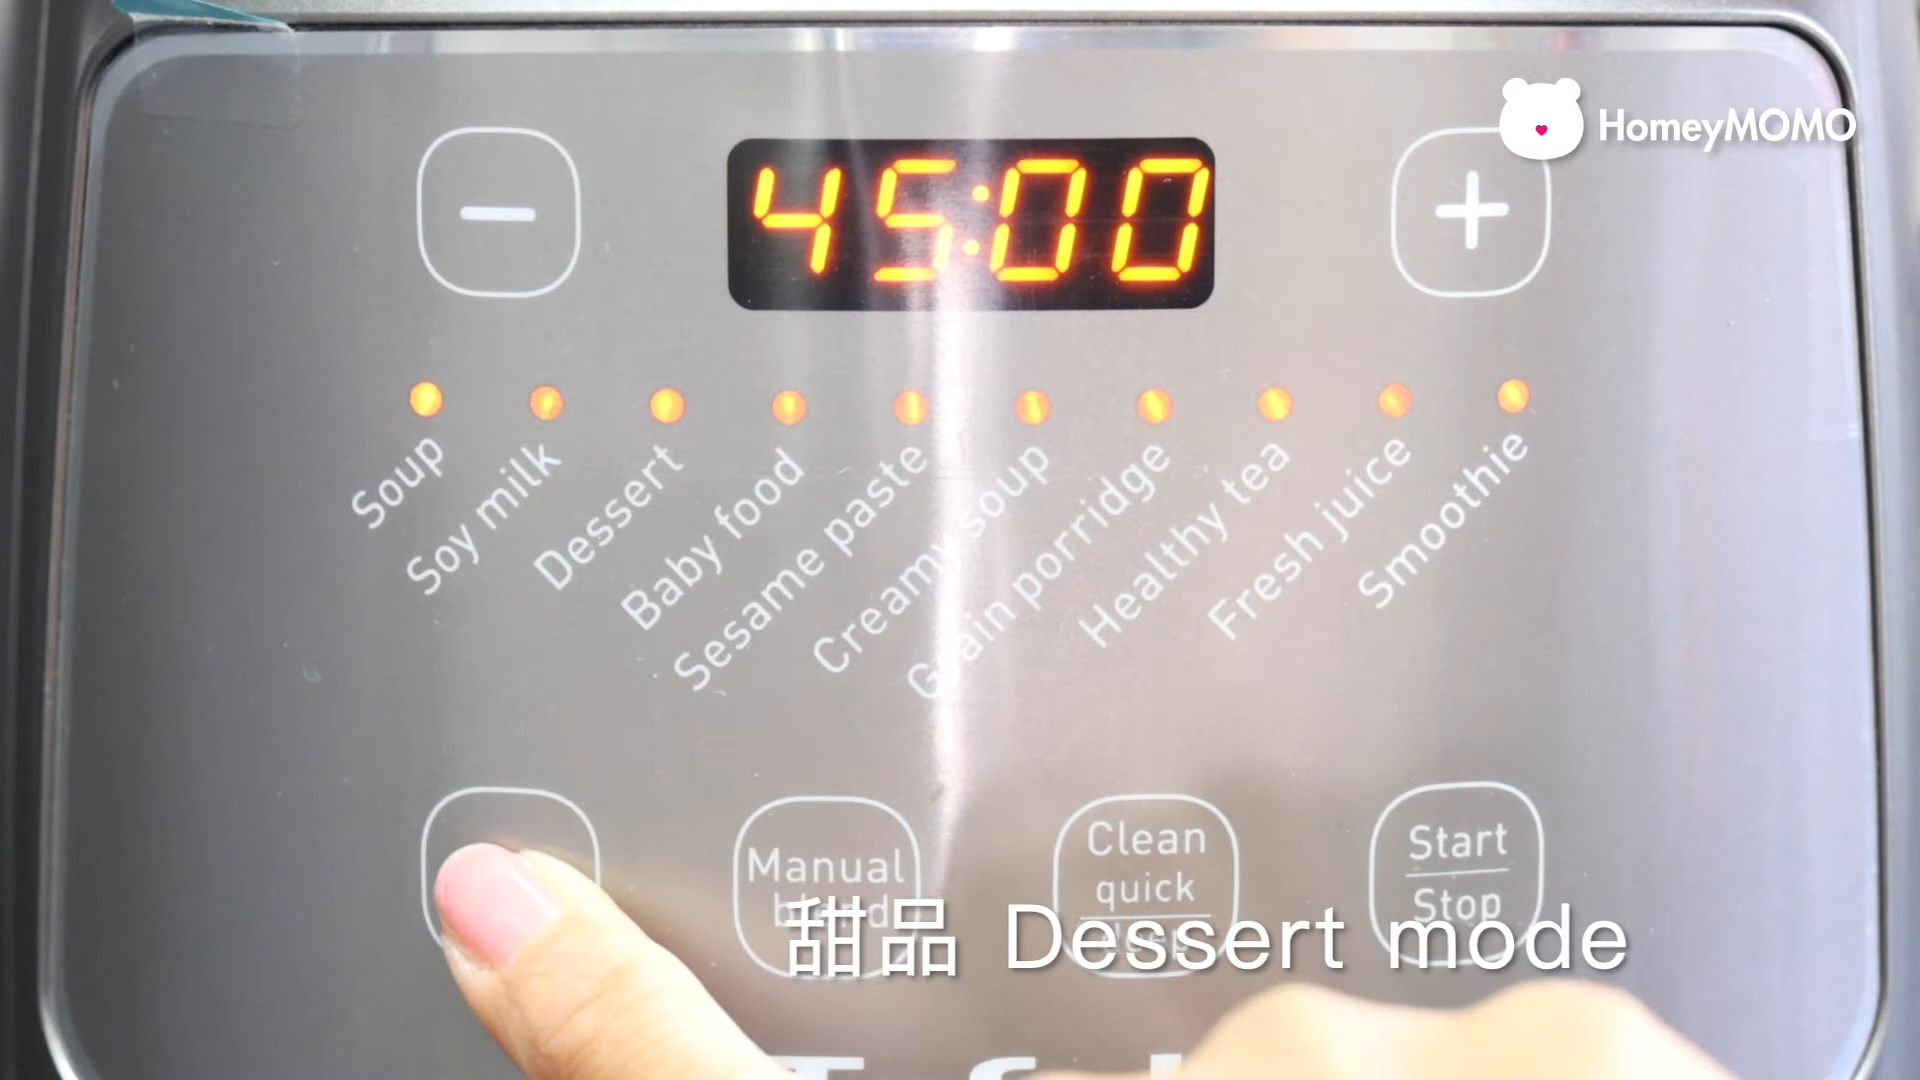 HomeyMOMO
45:00
Soup
Soy milk
Dessert
Baby food
Sesame paste
Creamy soup
Grain porridge
Healthy tea
Fresh juice
Smoothie
Manual
blend
Clean
quick
Start
Stop
甜品 Dessert mode